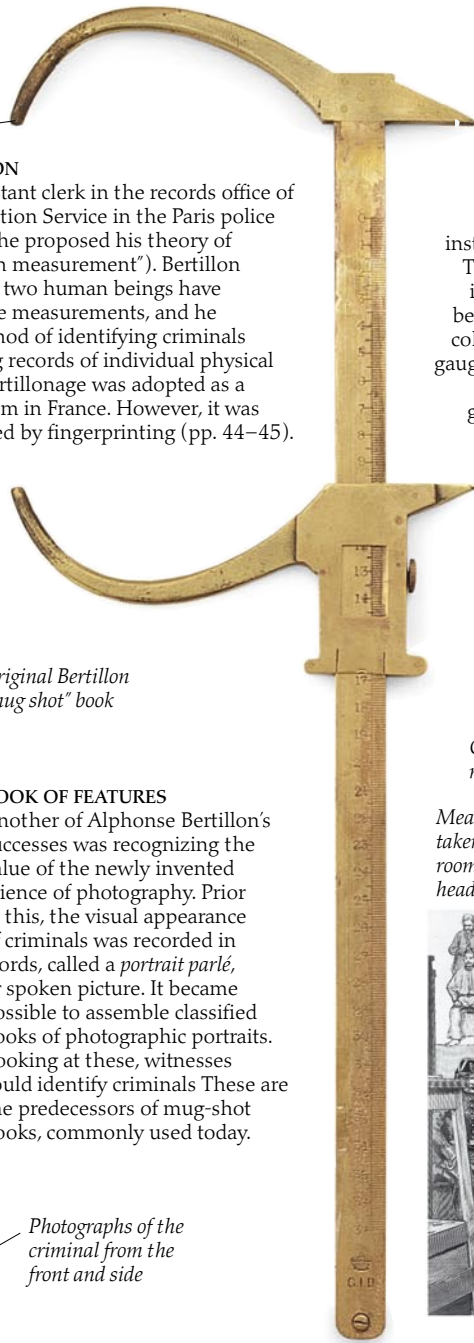 ON
tant clerk in the records office of
tion Service in the Paris police
he proposed his theory of
n measurement"). Bertillon
two human beings have
e measurements, and he
hod of identifying criminals
g records of individual physical
rtillonage was adopted as a
m in France. However, it was
ed by fingerprinting (pp. 44–45).
inst
T
i
be
col
gaug
g
riginal Bertillon
nug shot" book
OOK OF FEATURES
nother of Alphonse Bertillon's
uccesses was recognizing the
alue of the newly invented
ience of photography. Prior
this, the visual appearance
f criminals was recorded in
ords, called a portrait parlé,
r spoken picture. It became
ossible to assemble classified
ooks of photographic portraits.
ooking at these, witnesses
ould identify criminals These are
ne predecessors of mug-shot
ooks, commonly used today.
Mea
taken
room
head
Photographs of the
criminal from the
front and side
13
14
17
C.I.D